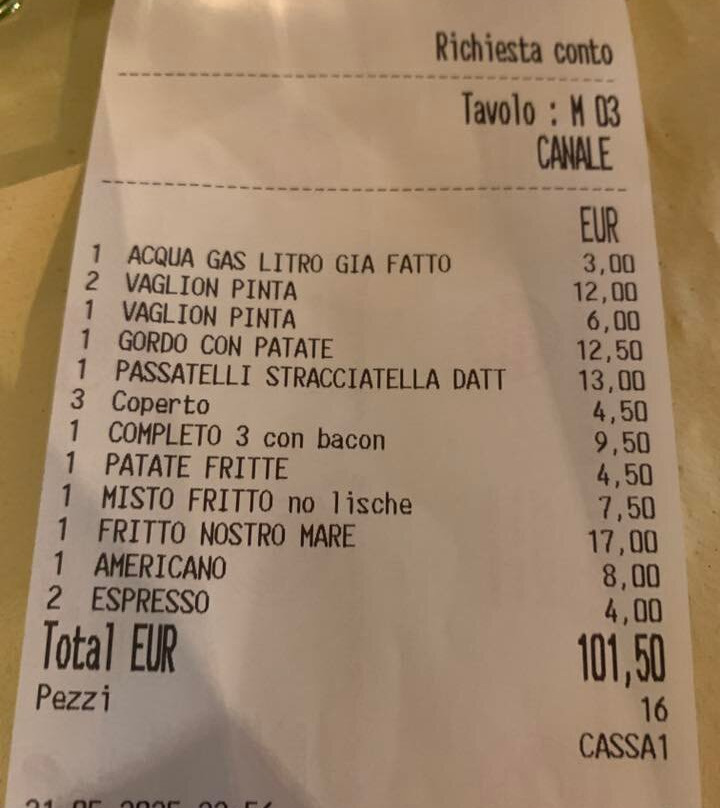 Richiesta conto
Tavolo : M 03
CANALE
EUR
1 ACQUA GAS LITRO GIA FATTO 3,00
2 VAGLION PINTA 12,00
1 VAGLION PINTA 6,00
1 GORDO CON PATATE 12,50
1 PASSATELLI STRACCIATELLA DATT 13,00
3 Coperto 4,50
1 COMPLETO 3 con bacon 9,50
1 PATATE FRITTE 4,50
1 MISTO FRITTO no lische 7,50
1 FRITTO NOSTRO MARE 17,00
1 AMERICANO 8,00
2 ESPRESSO 4,00
Total EUR 101,50
Pezzi 16
CASSA1